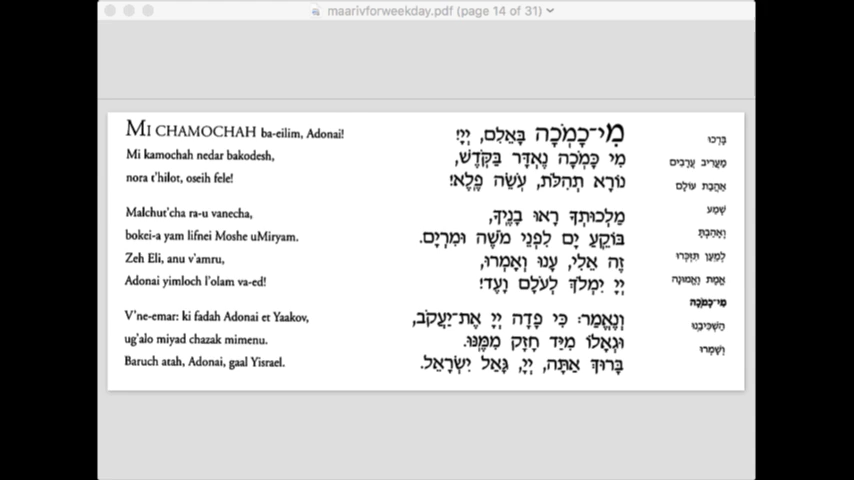 maarivforweekday.pdf (page 14 of 31)
MI CHAMOCHAH ba-eilim, Adonai!
Mi kamochah nedar bakodesh,
nora t'hilot, oseih fele!
Malchut'cha ra-u vanecha,
bokei-a yam lifnei Moshe uMiryam.
Zeh Eli, anu v'amru,
Adonai yimloch l'olam va-ed!
V'ne-emar: ki fadah Adonai et Yaakov,
ug'alo miyad chazak mimenu.
Baruch atah, Adonai, gaal Yisrael.
מִי־כָמֹכָה בָּאֵלִם, יְיָ!
מִי כָּמֹכָה נֶאְדָּר בַּקֹּדֶשׁ,
נוֹרָא תְהִלֹּת, עֹשֵׂה פֶלֶא!
מַלְכוּתְךָ רָאוּ בָנֶיךָ,
בּוֹקֵעַ יָם לִפְנֵי מֹשֶׁה וּמִרְיָם.
זֶה אֵלִי, עָנוּ וְאָמְרוּ,
יְיָ יִמְלֹךְ לְעֹלָם וָעֶד!
וְנֶאֱמַר: כִּי פָדָה יְיָ אֶת־יַעֲקֹב,
וּגְאָלוֹ מִיַּד חָזָק מִמֶּנּוּ.
בָּרוּךְ אַתָּה, יְיָ, גָּאַל יִשְׂרָאֵל.
בָּרְכוּ
מַעֲרִיב עֲרָבִים
אַהֲבַת עוֹלָם
שְׁמַע
וְאָהַבְתָּ
לְמַעַן תִּזְכְּרוּ
אֱמֶת וֶאֱמוּנָה
מִי־כָמֹכָה
הַשְׁכִּיבֵנוּ
וְשָׁמְרוּ